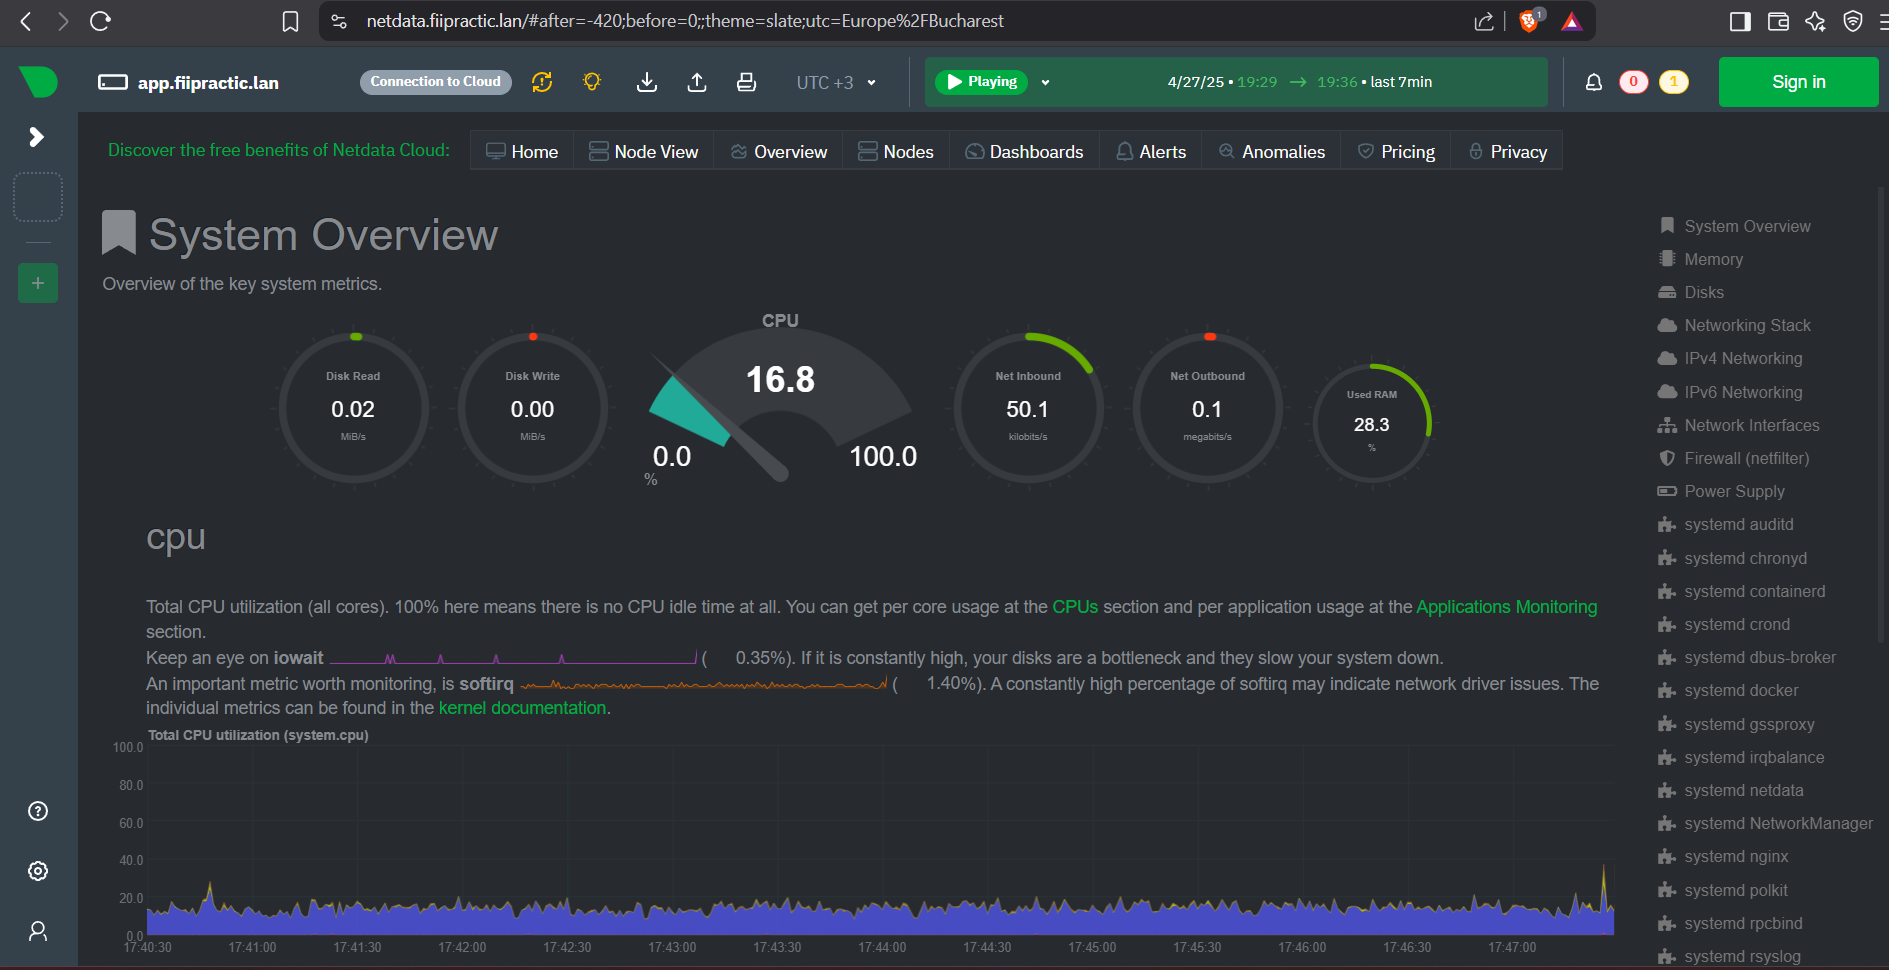 netdata.fiipractic.lan/#after=-420;before=0;;theme=slate;utc=Europe%2FBucharest
1
app.fiipractic.lan
Connection to Cloud
UTC +3
Playing
4/27/25 • 19:29 → 19:36 • last 7min
0
1
Sign in
Discover the free benefits of Netdata Cloud:
Home
Node View
Overview
Nodes
Dashboards
Alerts
Anomalies
Pricing
Privacy
+
System Overview
Overview of the key system metrics.
Disk Read
0.02
MiB/s
Disk Write
0.00
MiB/s
CPU
16.8
0.0
100.0
%
Net Inbound
50.1
kilobits/s
Net Outbound
0.1
megabits/s
Used RAM
28.3
%
cpu
Total CPU utilization (all cores). 100% here means there is no CPU idle time at all. You can get per core usage at the CPUs section and per application usage at the Applications Monitoring
section.
Keep an eye on iowait ( 0.35%). If it is constantly high, your disks are a bottleneck and they slow your system down.
An important metric worth monitoring, is softirq ( 1.40%). A constantly high percentage of softirq may indicate network driver issues. The
individual metrics can be found in the kernel documentation.
Total CPU utilization (system.cpu)
100.0
80.0
60.0
40.0
20.0
0.0
17:40:30
17:41:00
17:41:30
17:42:00
17:42:30
17:43:00
17:43:30
17:44:00
17:44:30
17:45:00
17:45:30
17:46:00
17:46:30
17:47:00
System Overview
Memory
Disks
Networking Stack
IPv4 Networking
IPv6 Networking
Network Interfaces
Firewall (netfilter)
Power Supply
systemd auditd
systemd chronyd
systemd containerd
systemd crond
systemd dbus-broker
systemd docker
systemd gssproxy
systemd irqbalance
systemd netdata
systemd NetworkManager
systemd nginx
systemd polkit
systemd rpcbind
systemd rsyslog